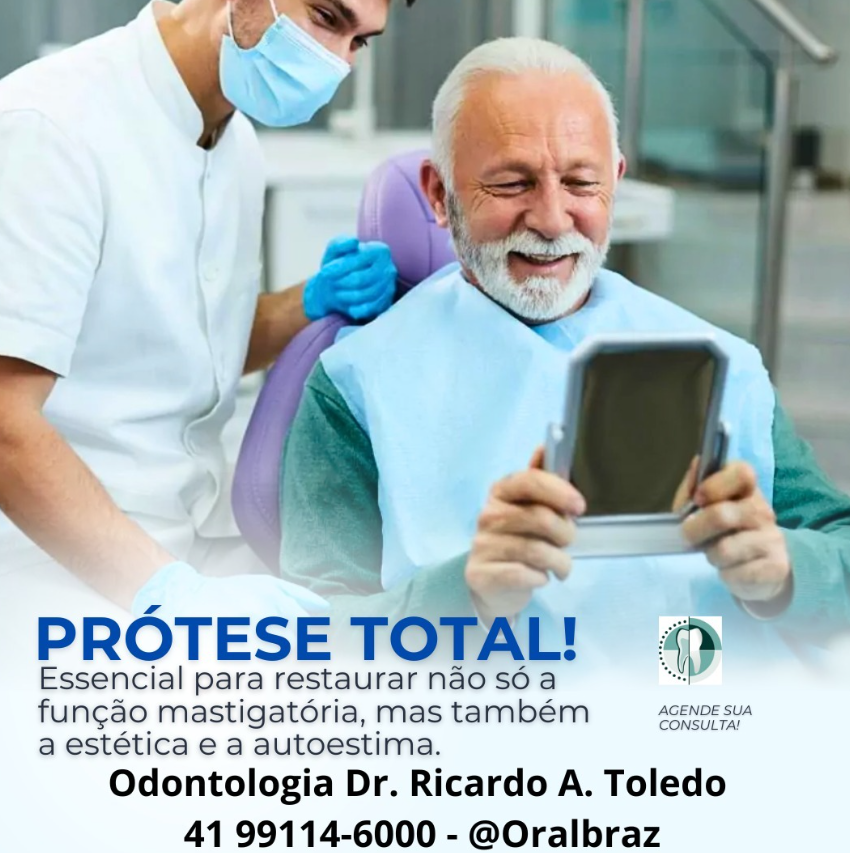 PRÓTESE TOTAL!
Essencial para restaurar não só a
função mastigatória, mas também
a estética e a autoestima.
AGENDE SUA
CONSULTA!
Odontologia Dr. Ricardo A. Toledo
41 99114-6000 - @Oralbraz